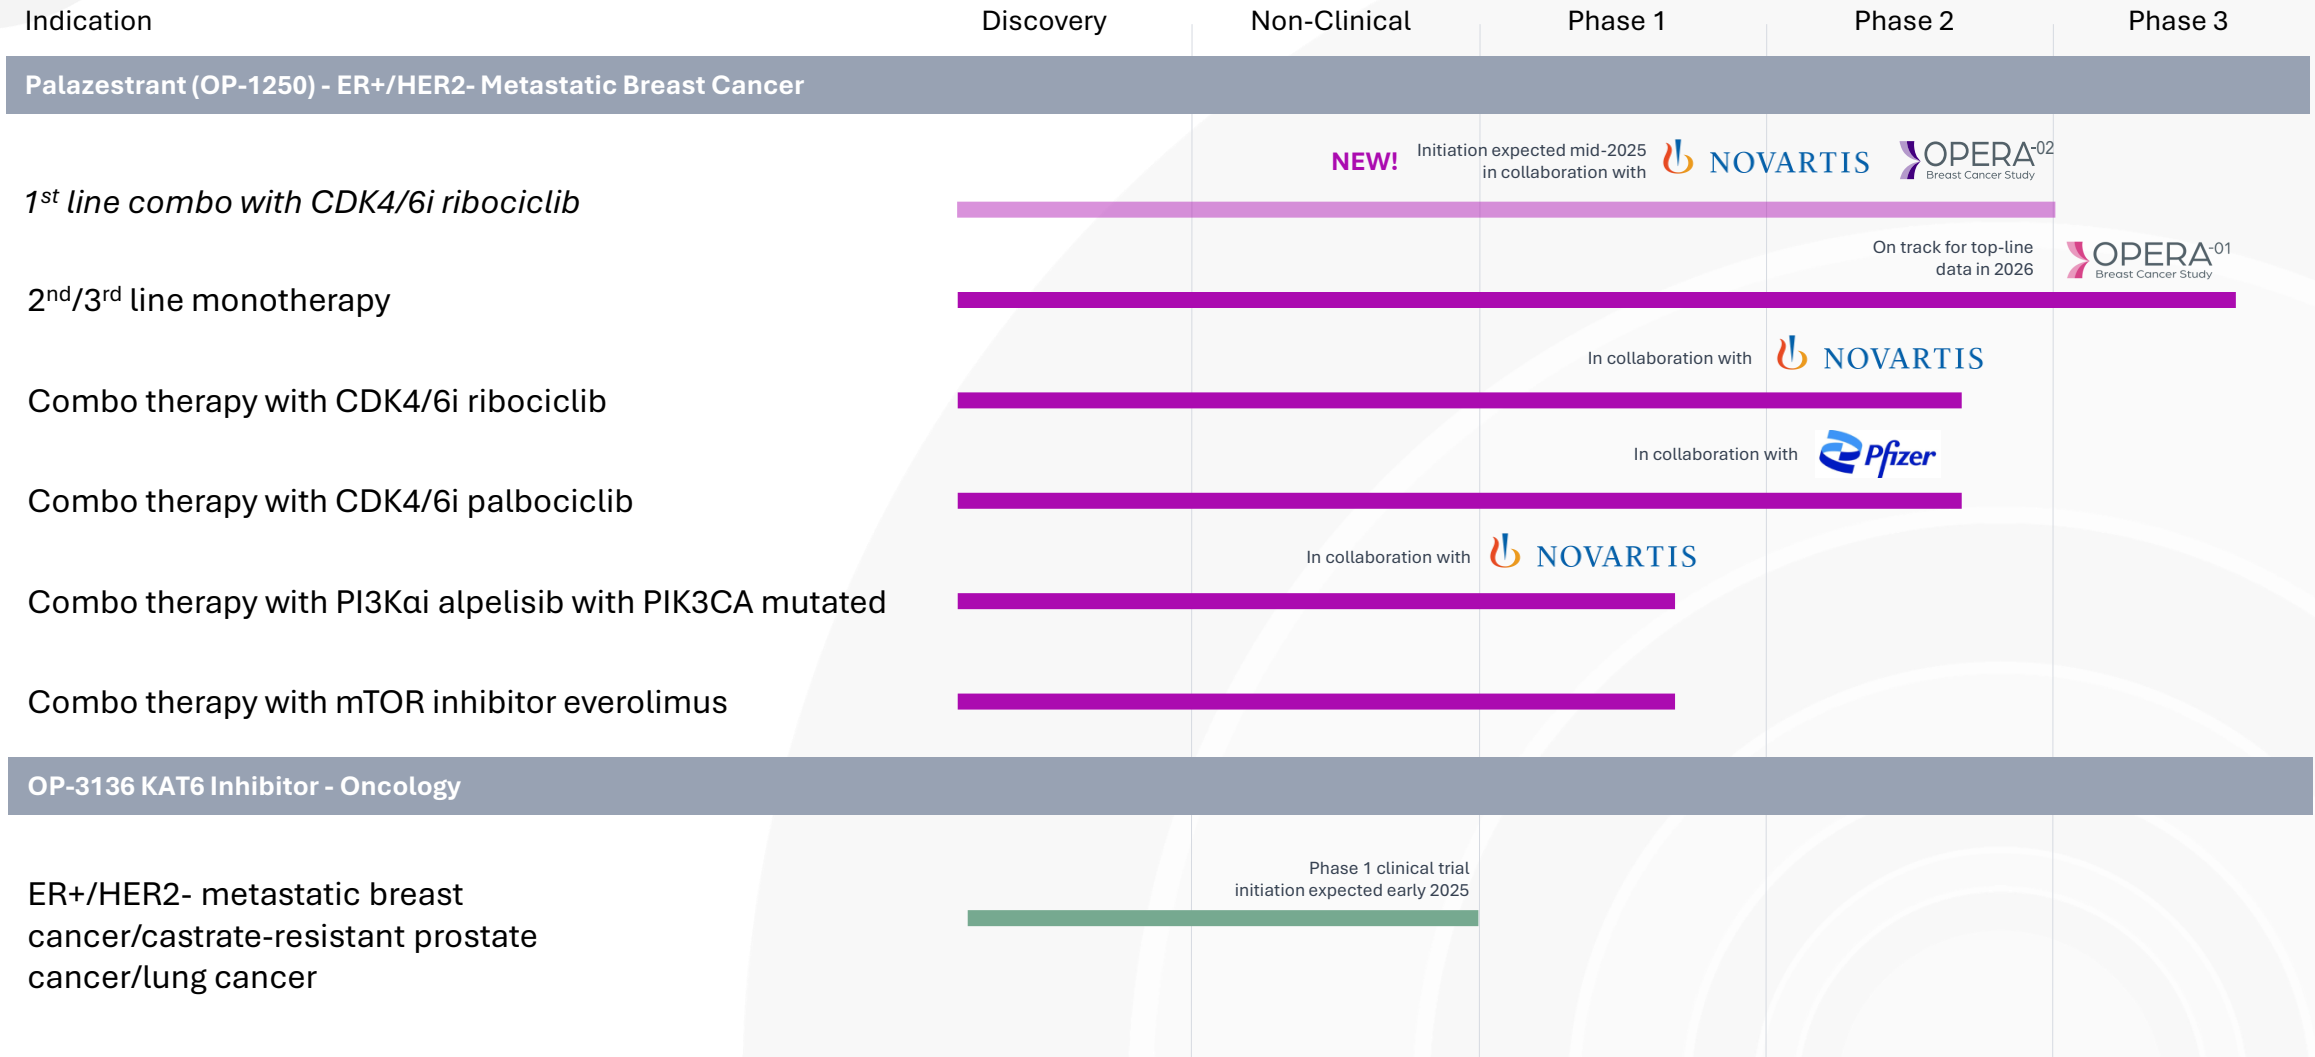 Indication Discovery Non-Clinical Phase 1 Phase 2 Phase 3
Palazestrant (OP-1250) - ER+/HER2- Metastatic Breast Cancer
NEW! Initiation expected mid-2025
in collaboration with
NOVARTIS
OPERA-02
Breast Cancer Study
1st line combo with CDK4/6i ribociclib
On track for top-line
data in 2026
OPERA-01
Breast Cancer Study
2nd/3rd line monotherapy
In collaboration with NOVARTIS
Combo therapy with CDK4/6i ribociclib
In collaboration with Pfizer
Combo therapy with CDK4/6i palbociclib
In collaboration with NOVARTIS
Combo therapy with PI3Kαi alpelisib with PIK3CA mutated
Combo therapy with mTOR inhibitor everolimus
OP-3136 KAT6 Inhibitor - Oncology
Phase 1 clinical trial
initiation expected early 2025
ER+/HER2- metastatic breast
cancer/castrate-resistant prostate
cancer/lung cancer